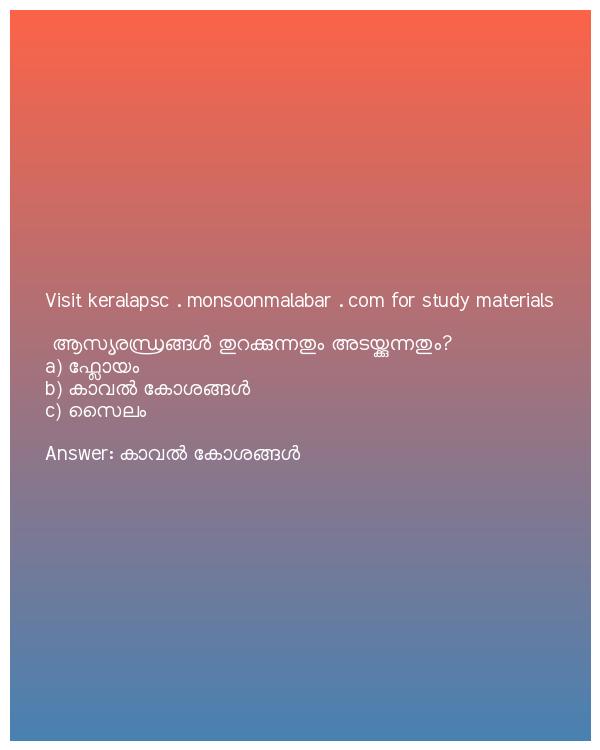 Visit keralapsc . monsoonmalabar . com for study materials
ആസ്യരന്ധ്രങ്ങൾ തുറക്കുന്നതും അടയ്ക്കുന്നതും?
a) ഫ്ലോയം
b) കാവൽ കോശങ്ങൾ
c) സൈലം
Answer: കാവൽ കോശങ്ങൾ